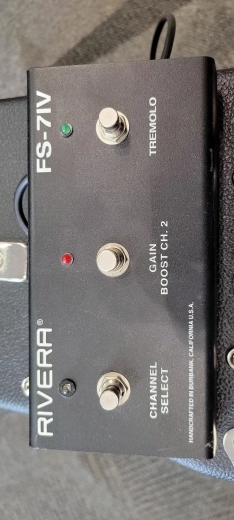 RIVERA® FS-7IV
CHANNEL
SELECT
GAIN
BOOST CH. 2
TREMOLO
HANDCRAFTED IN BURBANK, CALIFORNIA U.S.A.